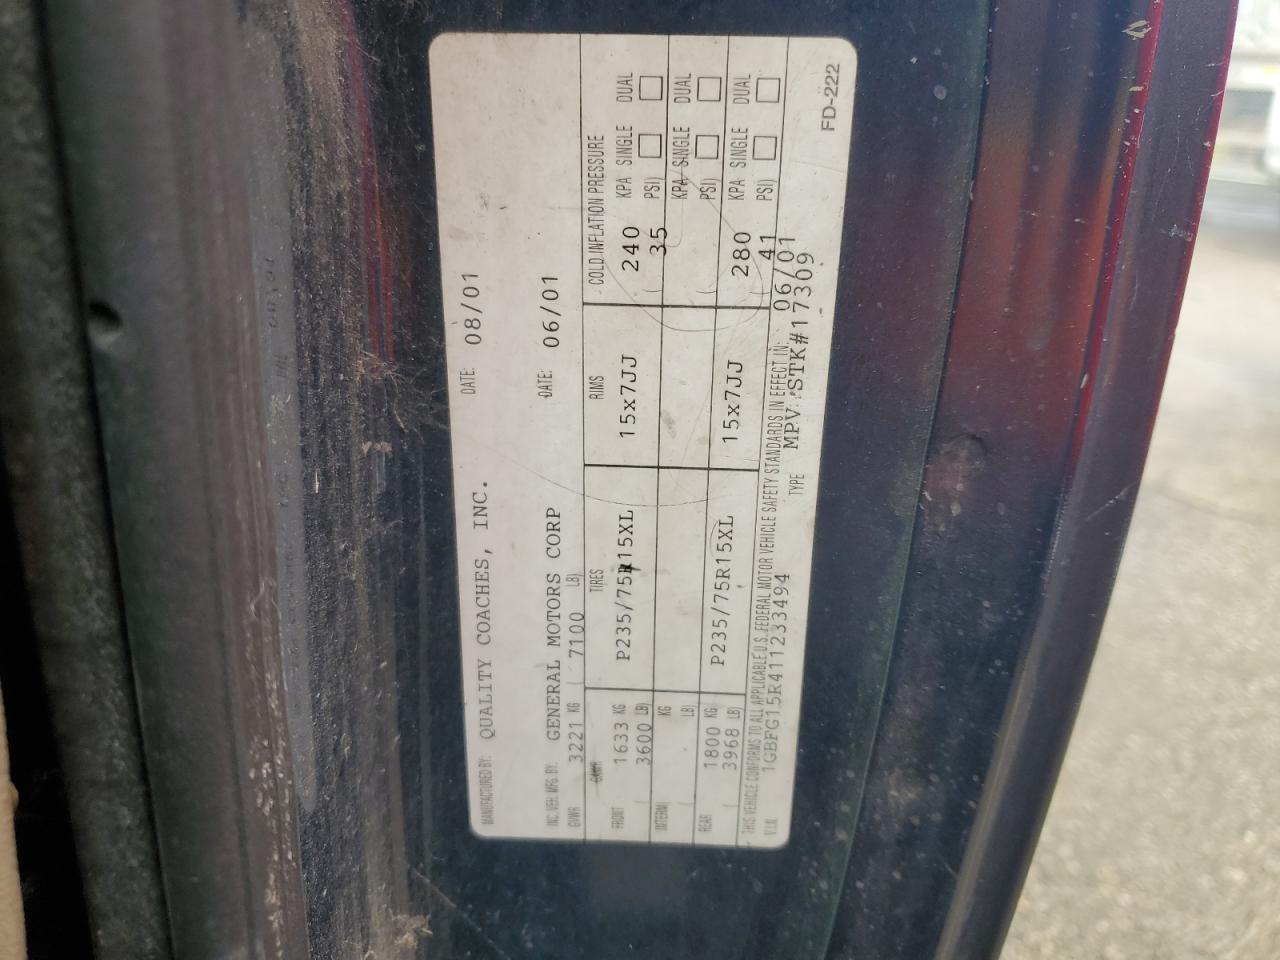 MANUFACTURED BY: QUALITY COACHES, INC. DATE: 08/01
INC. VEH. MFG. BY: GENERAL MOTORS CORP DATE: 06/01
GVWR 3221 KG ( 7100 LB)
GAWR TIRES RIMS COLD INFLATION PRESSURE
FRONT 1633 KG P235/75R15XL 15x7JJ 240 KPA SINGLE DUAL
( 3600 LB) ( 35 PSI) □ □
INTERM KG KPA SINGLE DUAL
( LB) ( PSI) □ □
REAR 1800 KG P235/75R15XL 15x7JJ 280 KPA SINGLE DUAL
( 3968 LB) ( 41 PSI) □ □
THIS VEHICLE CONFORMS TO ALL APPLICABLE U.S. FEDERAL MOTOR VEHICLE SAFETY STANDARDS IN EFFECT IN: 06/01
V.I.N. 1GBFG15R411233494 TYPE MPV STK#17309
FD-222